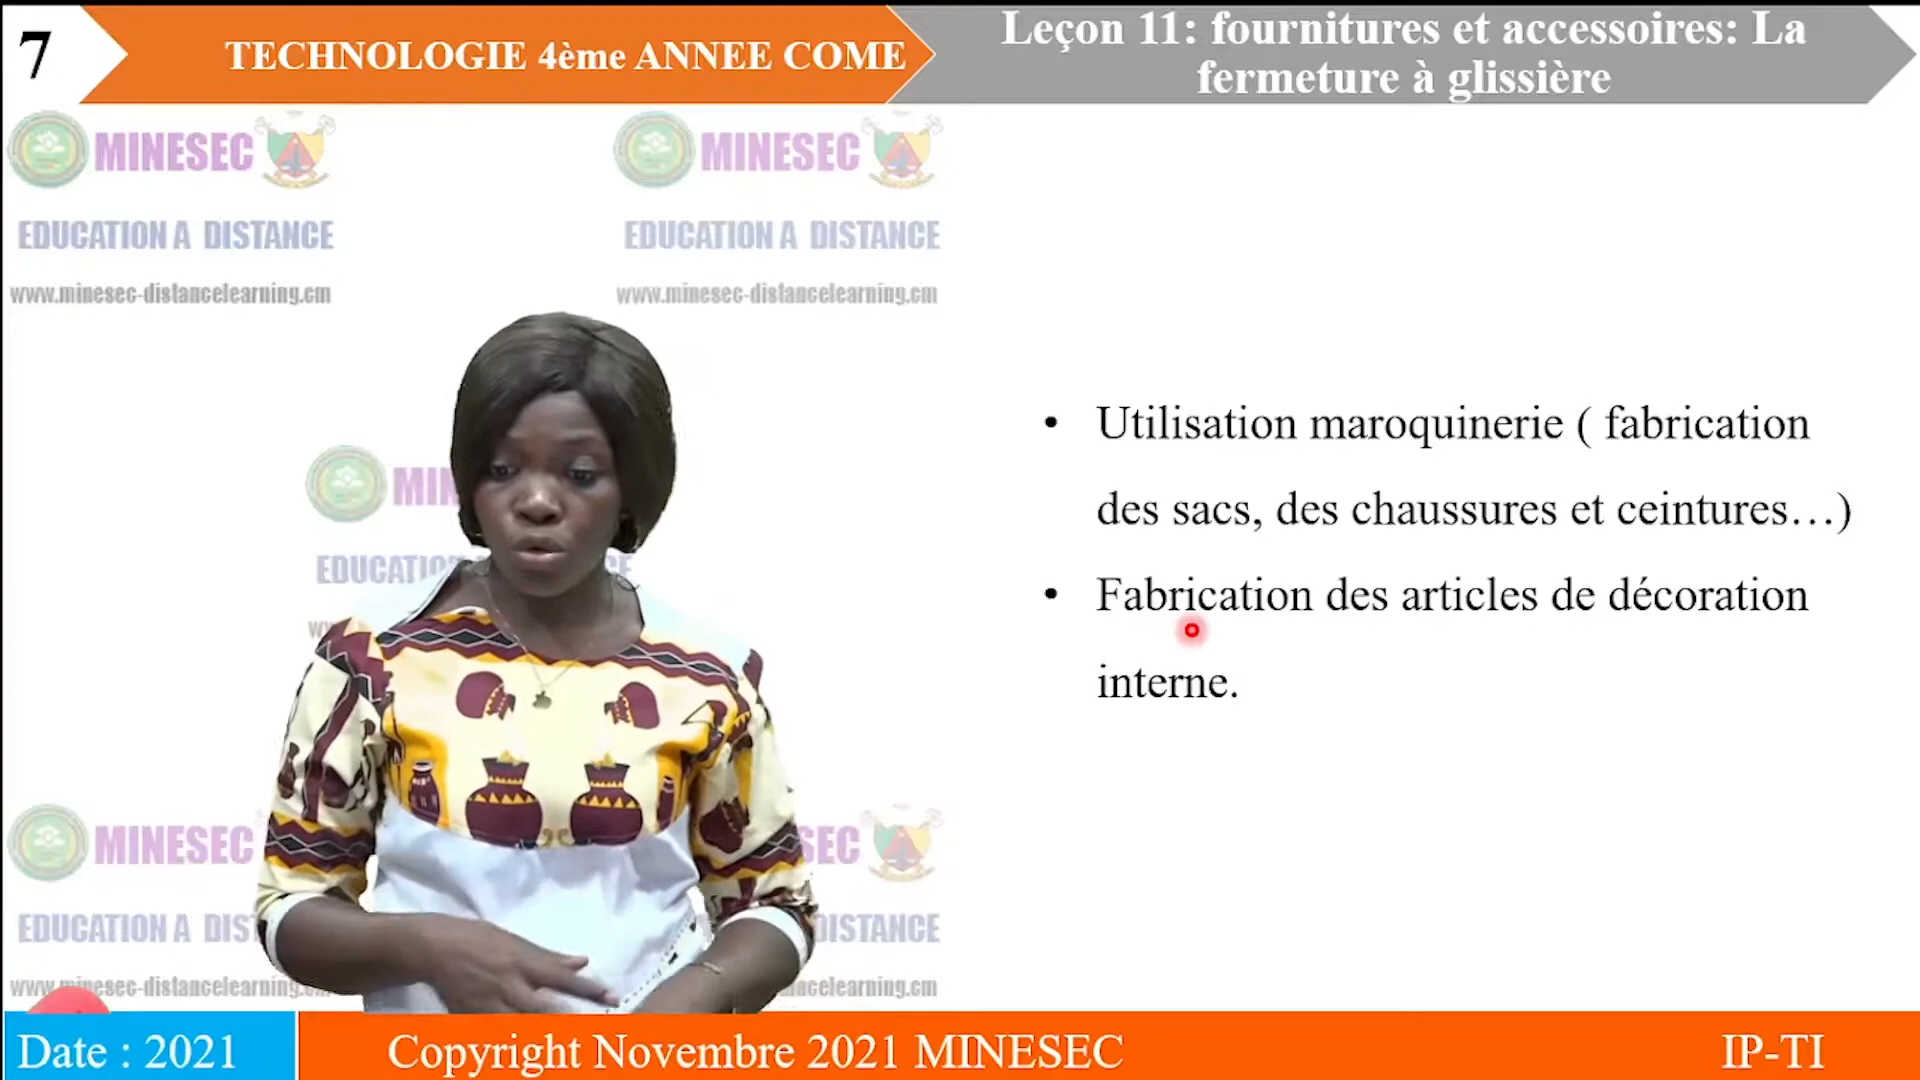 7
TECHNOLOGIE 4ème ANNEE COME
Leçon 11: fournitures et accessoires: La
fermeture à glissière
MINESEC
MINESEC
EDUCATION A DISTANCE
EDUCATION A DISTANCE
www.minesec-distancelearning.cm
www.minesec-distancelearning.cm
• Utilisation maroquinerie ( fabrication
des sacs, des chaussures et ceintures…)
• Fabrication des articles de décoration
interne.
MINESEC
EDUCATION A
DISTANCE
Date : 2021
Copyright Novembre 2021 MINESEC
IP-TI